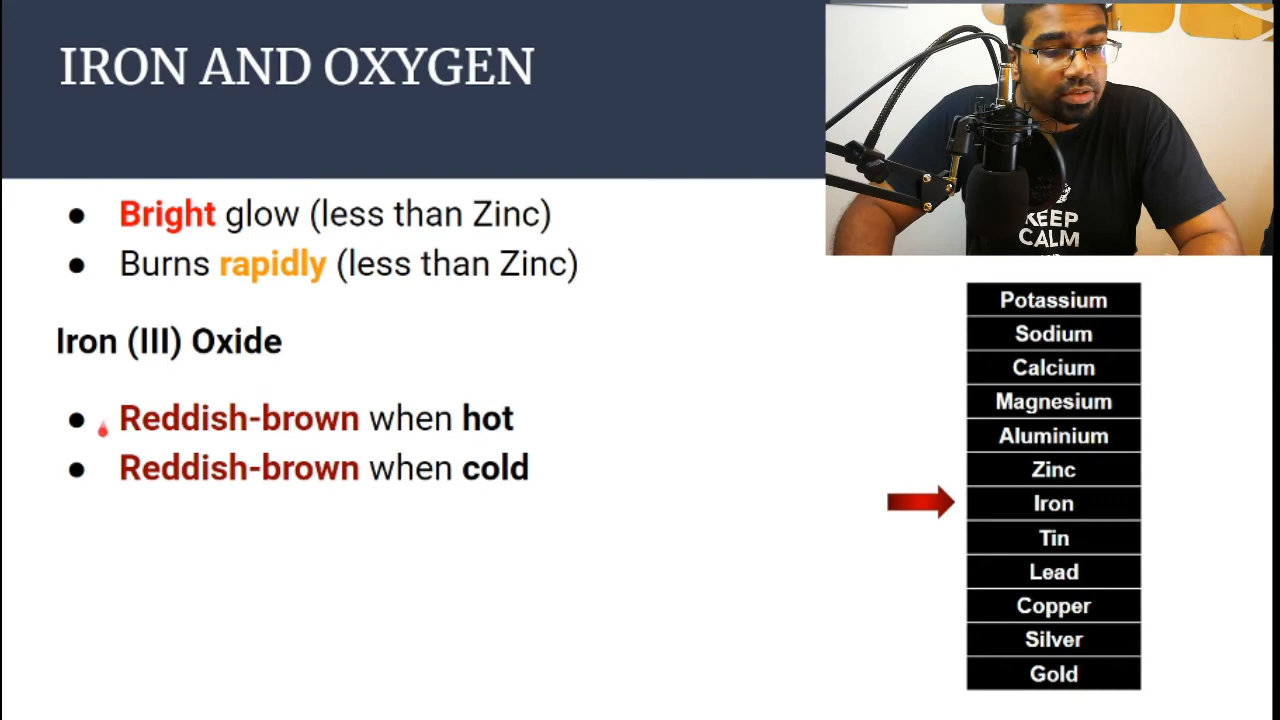 IRON AND OXYGEN
● Bright glow (less than Zinc)
● Burns rapidly (less than Zinc)
Iron (III) Oxide
● Reddish-brown when hot
● Reddish-brown when cold
KEEP
CALM
Potassium
Sodium
Calcium
Magnesium
Aluminium
Zinc
Iron
Tin
Lead
Copper
Silver
Gold